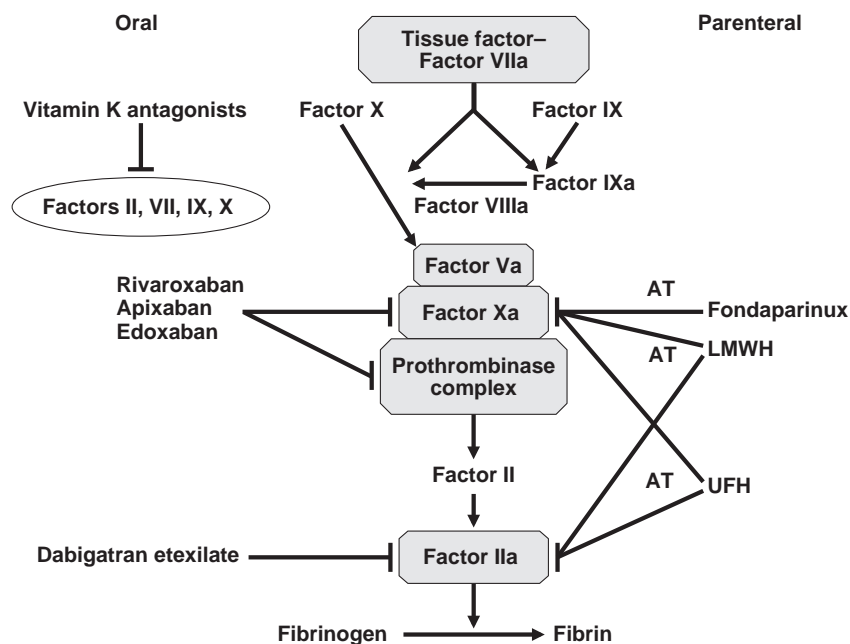 Oral
Parenteral
Tissue factor–
Factor VIIa
Vitamin K antagonists
Factor X
Factor IX
Factors II, VII, IX, X
Factor IXa
Factor VIIIa
Factor Va
Rivaroxaban
Apixaban
Edoxaban
Factor Xa
AT
Fondaparinux
AT
LMWH
Prothrombinase
complex
Factor II
AT
UFH
Dabigatran etexilate
Factor IIa
Fibrinogen
Fibrin